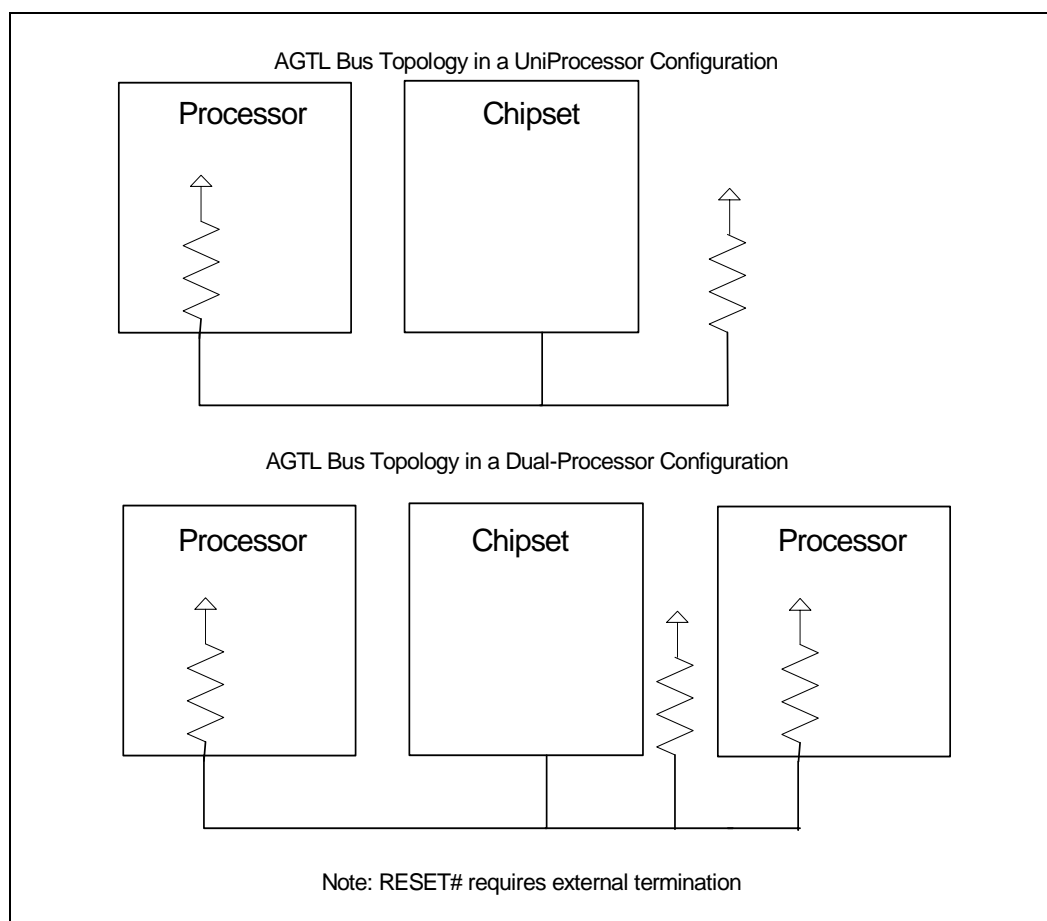 AGTL Bus Topology in a UniProcessor Configuration
Processor
Chipset
AGTL Bus Topology in a Dual-Processor Configuration
Processor
Chipset
Processor
Note: RESET# requires external termination